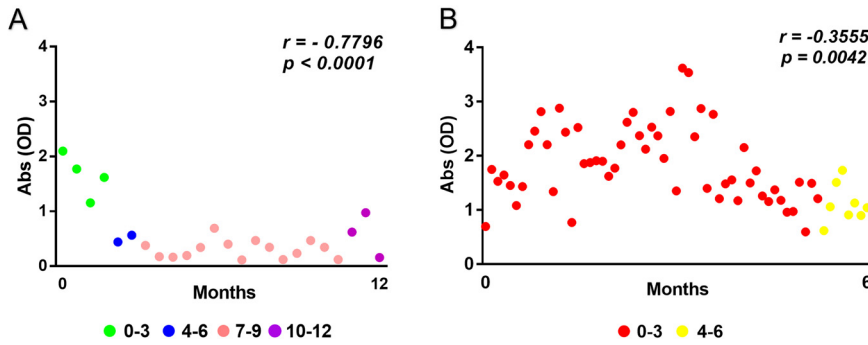 A
r = - 0.7796
p < 0.0001
Abs (OD)
4
3
2
1
0
0
12
Months
0-3 4-6 7-9 10-12
B
r = -0.3555
p = 0.0042
Abs (OD)
4
3
2
1
0
0
6
Months
0-3 4-6